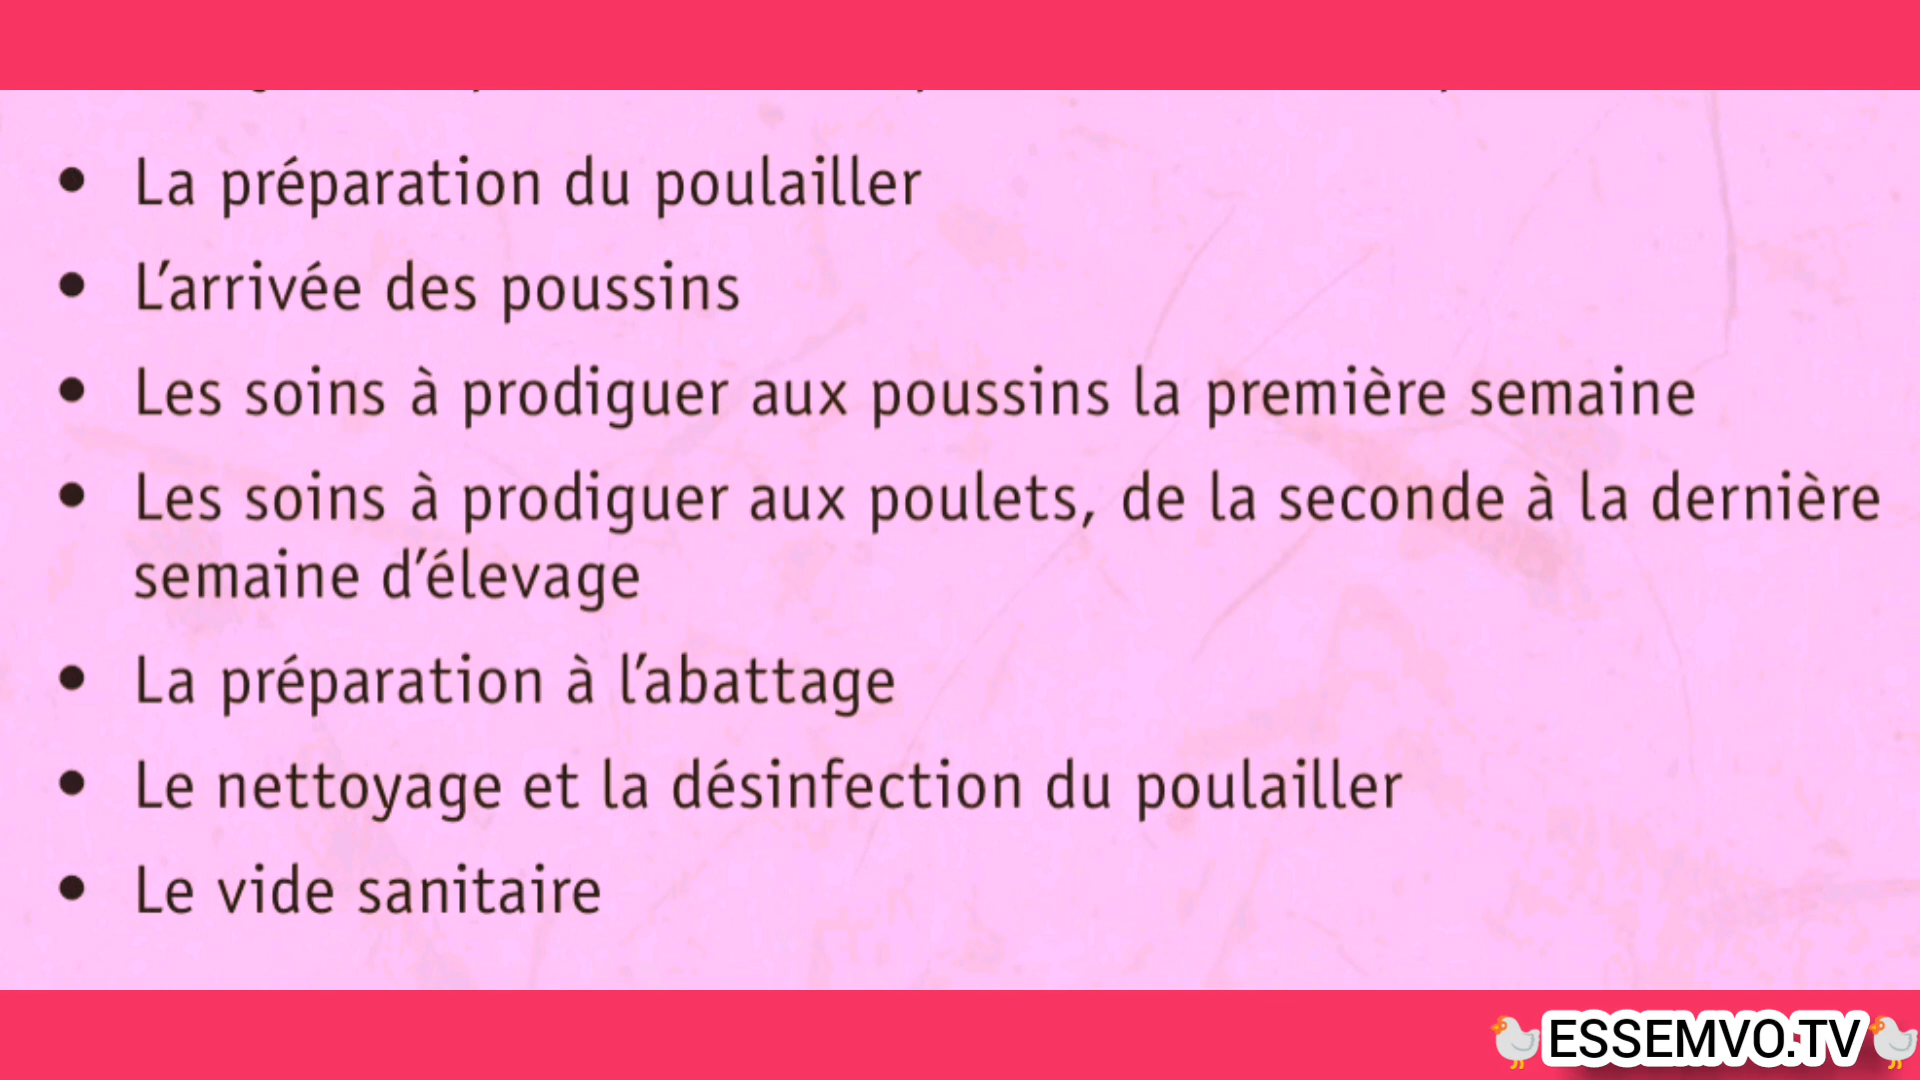 • La préparation du poulailler
• L’arrivée des poussins
• Les soins à prodiguer aux poussins la première semaine
• Les soins à prodiguer aux poulets, de la seconde à la dernière
semaine d’élevage
• La préparation à l’abattage
• Le nettoyage et la désinfection du poulailler
• Le vide sanitaire
ESSEMVO.TV